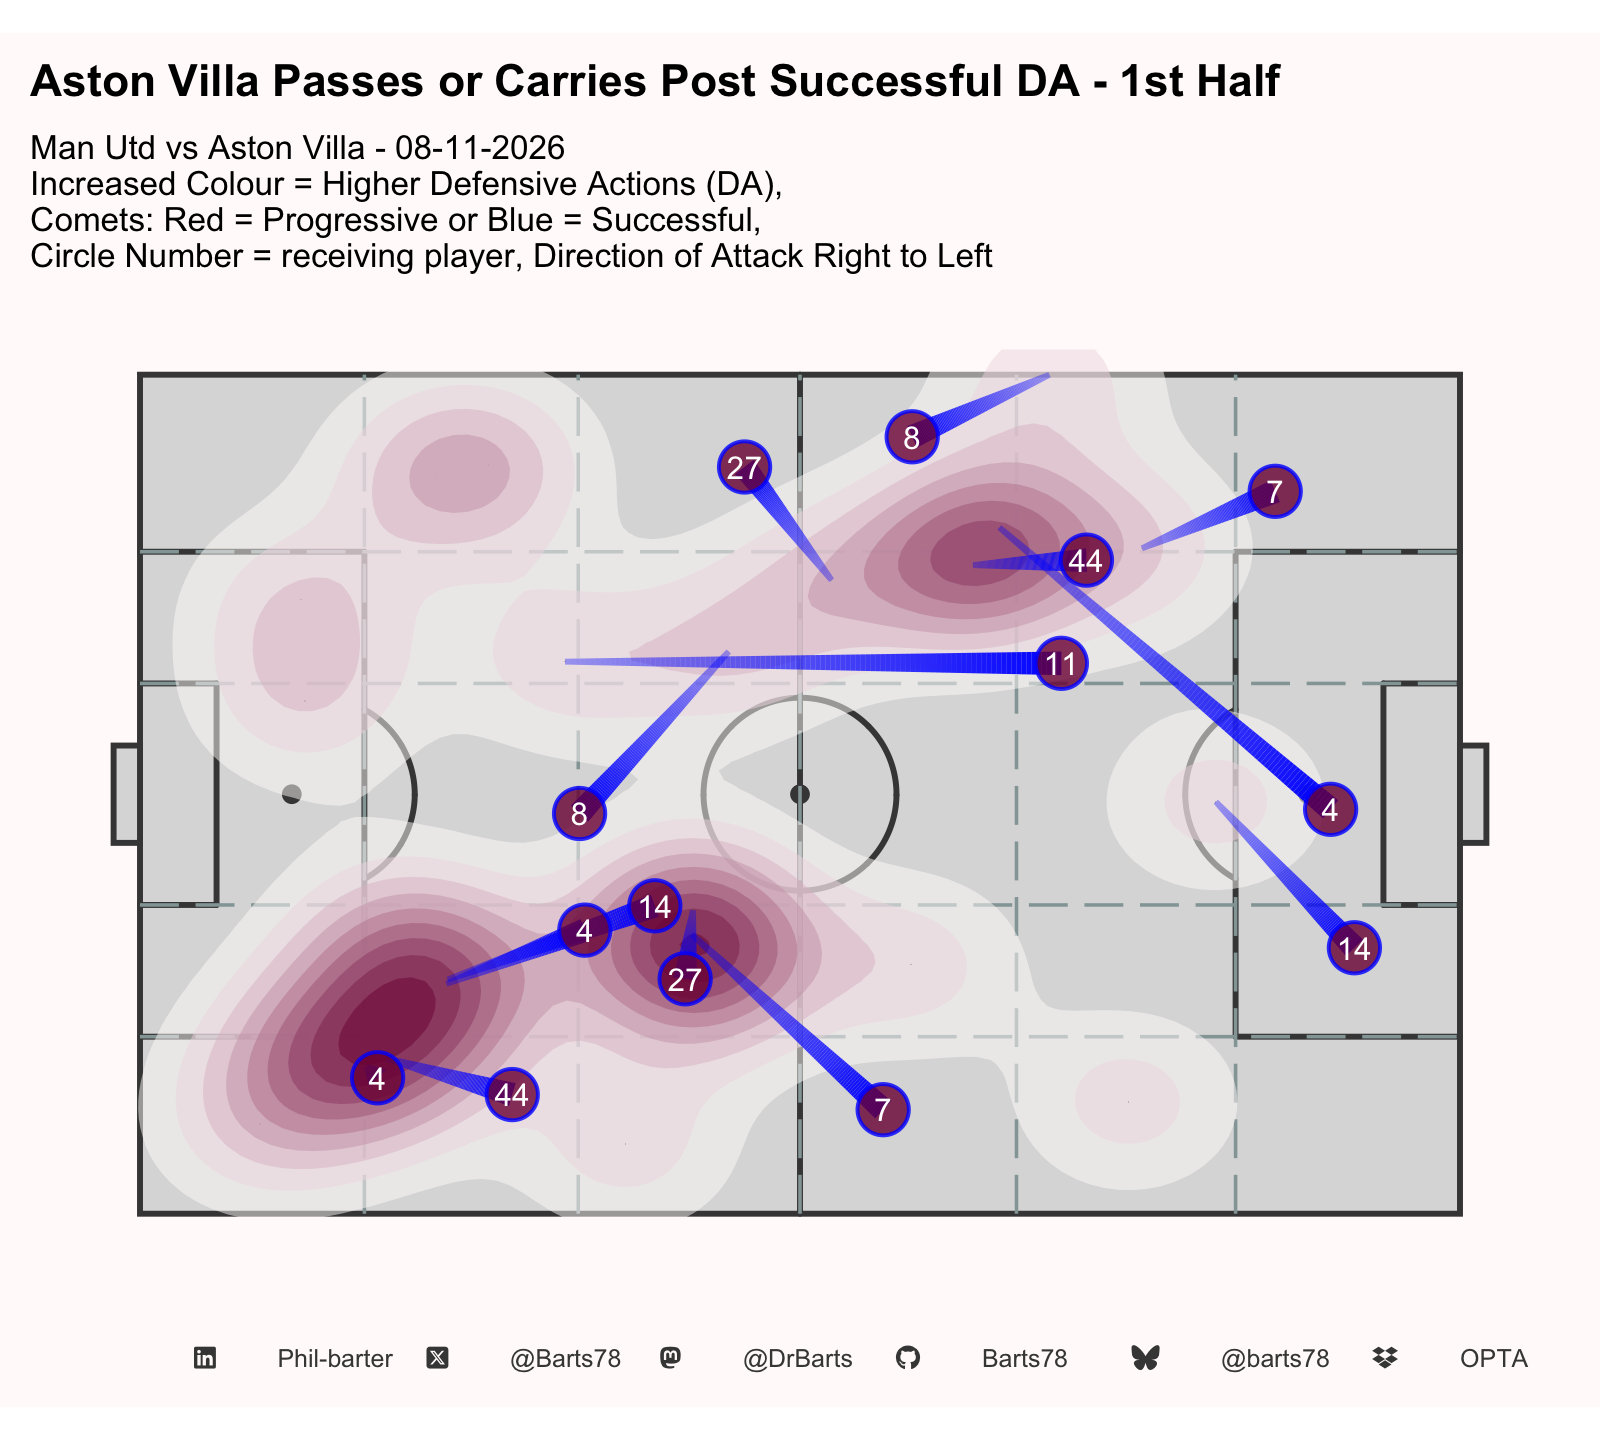 Aston Villa Passes or Carries Post Successful DA - 1st Half
Man Utd vs Aston Villa - 08-11-2026
Increased Colour = Higher Defensive Actions (DA),
Comets: Red = Progressive or Blue = Successful,
Circle Number = receiving player, Direction of Attack Right to Left
8
27
7
44
11
8
4
14
4
14
27
4
44
7
Phil-barter @Barts78 @DrBarts Barts78 @barts78 OPTA